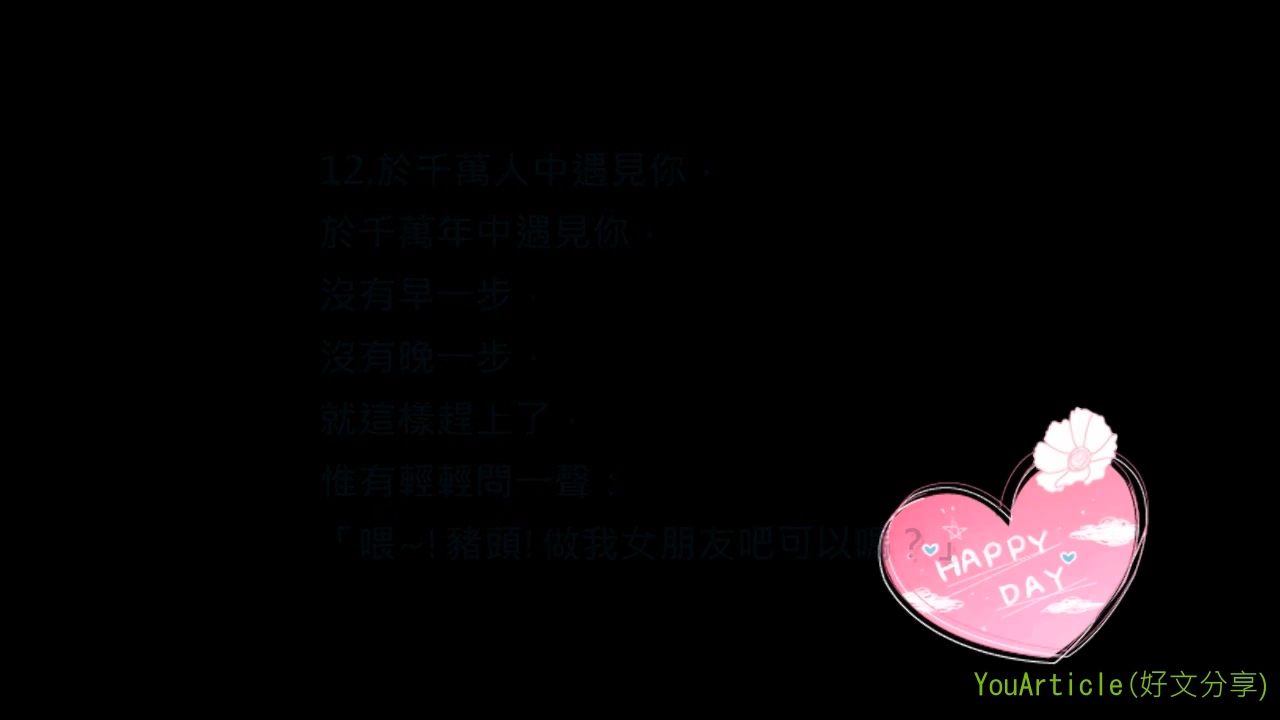 12.於千萬人中遇見你，
於千萬年中遇見你，
沒有早一步，
沒有晚一步，
就這樣趕上了，
惟有輕輕問一聲：
「喂~!豬頭!做我女朋友吧可以嗎？」
HAPPY
DAY
YouArticle(好文分享)